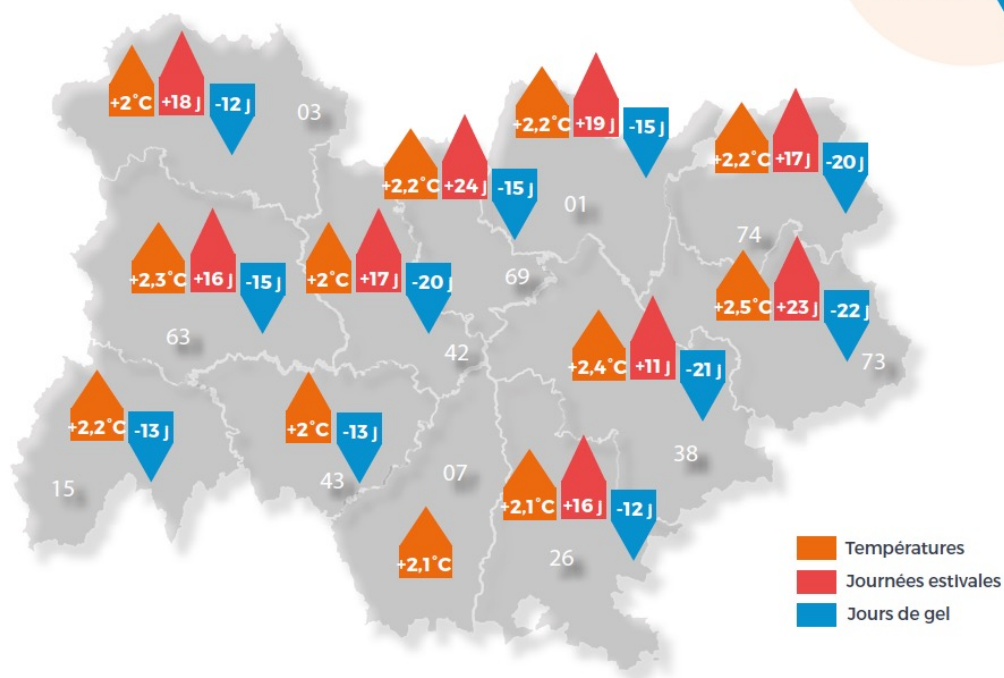 +2°C
+18 j
-12 j
03
+2,2°C
+19 j
-15 j
01
+2,2°C
+24 j
-15 j
69
+2,2°C
+17 j
-20 j
74
+2,3°C
+16 j
-15 j
63
+2°C
+17 j
-20 j
42
+2,5°C
+23 j
-22 j
73
+2,4°C
+11 j
-21 j
38
+2,2°C
-13 j
15
+2°C
-13 j
43
07
+2,1°C
+2,1°C
+16 j
-12 j
26
Températures
Journées estivales
Jours de gel